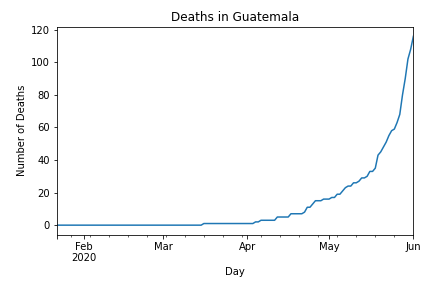 Deaths in Guatemala
120
100
80
60
40
20
0
Number of Deaths
Feb
2020
Mar
Apr
May
Jun
Day